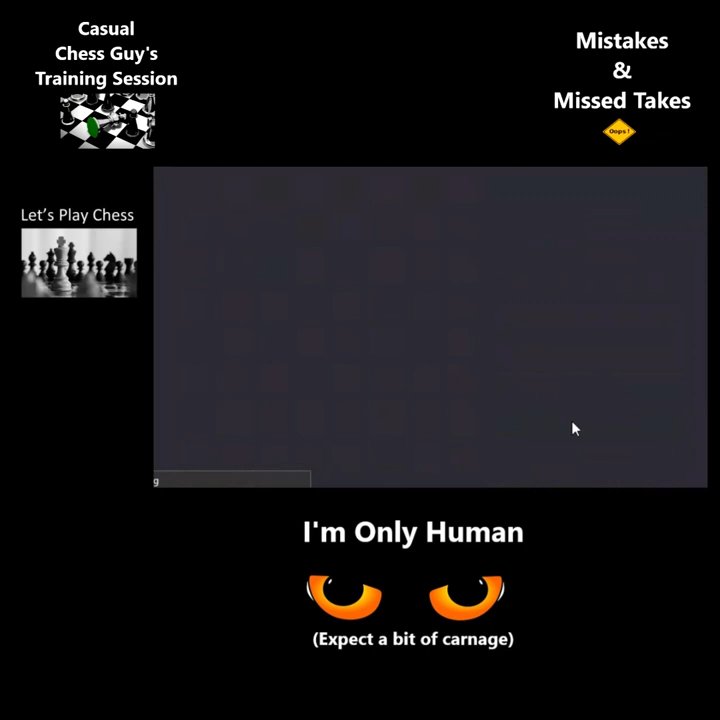 Casual
Chess Guy's
Training Session
Mistakes
&
Missed Takes
Oops!
Let's Play Chess
g
I'm Only Human
(Expect a bit of carnage)